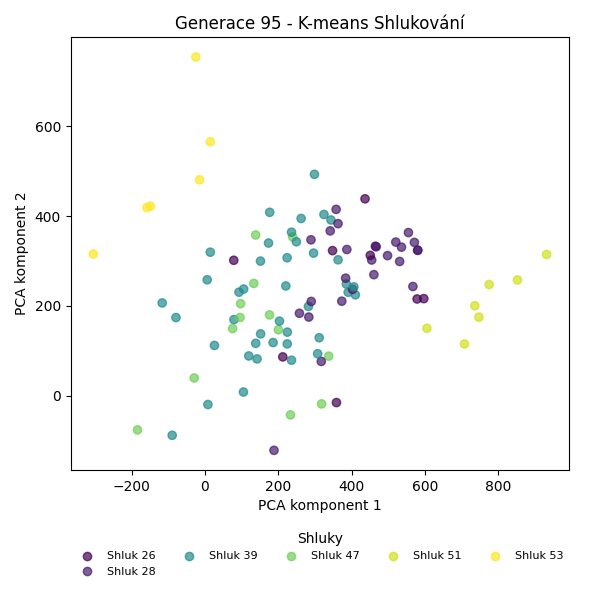 Generace 95 - K-means Shlukování
600
400
200
0
PCA komponent 2
−200 0 200 400 600 800
PCA komponent 1
Shluky
Shluk 26 Shluk 39 Shluk 47 Shluk 51 Shluk 53
Shluk 28